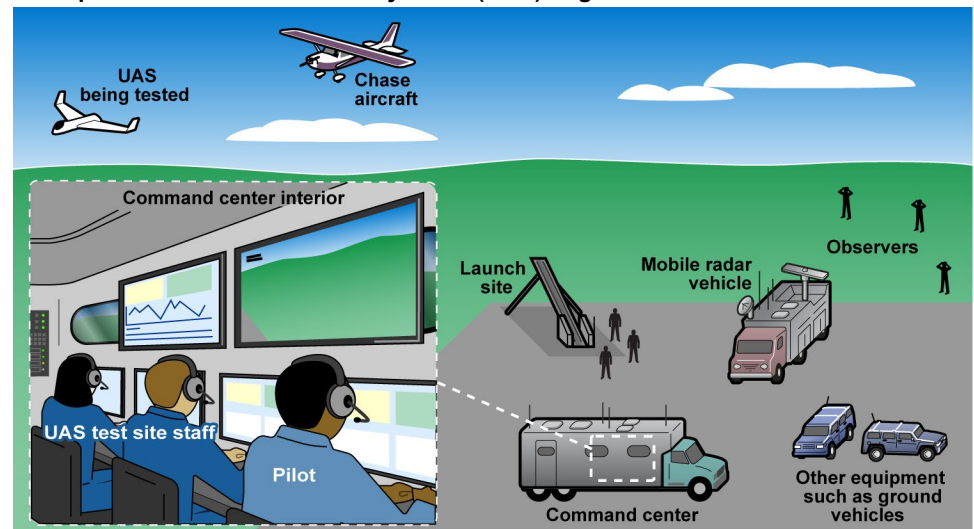 UAS
being tested
Chase
aircraft
Command center interior
UAS test site staff
Pilot
Launch
site
Mobile radar
vehicle
Observers
Command center
Other equipment
such as ground
vehicles